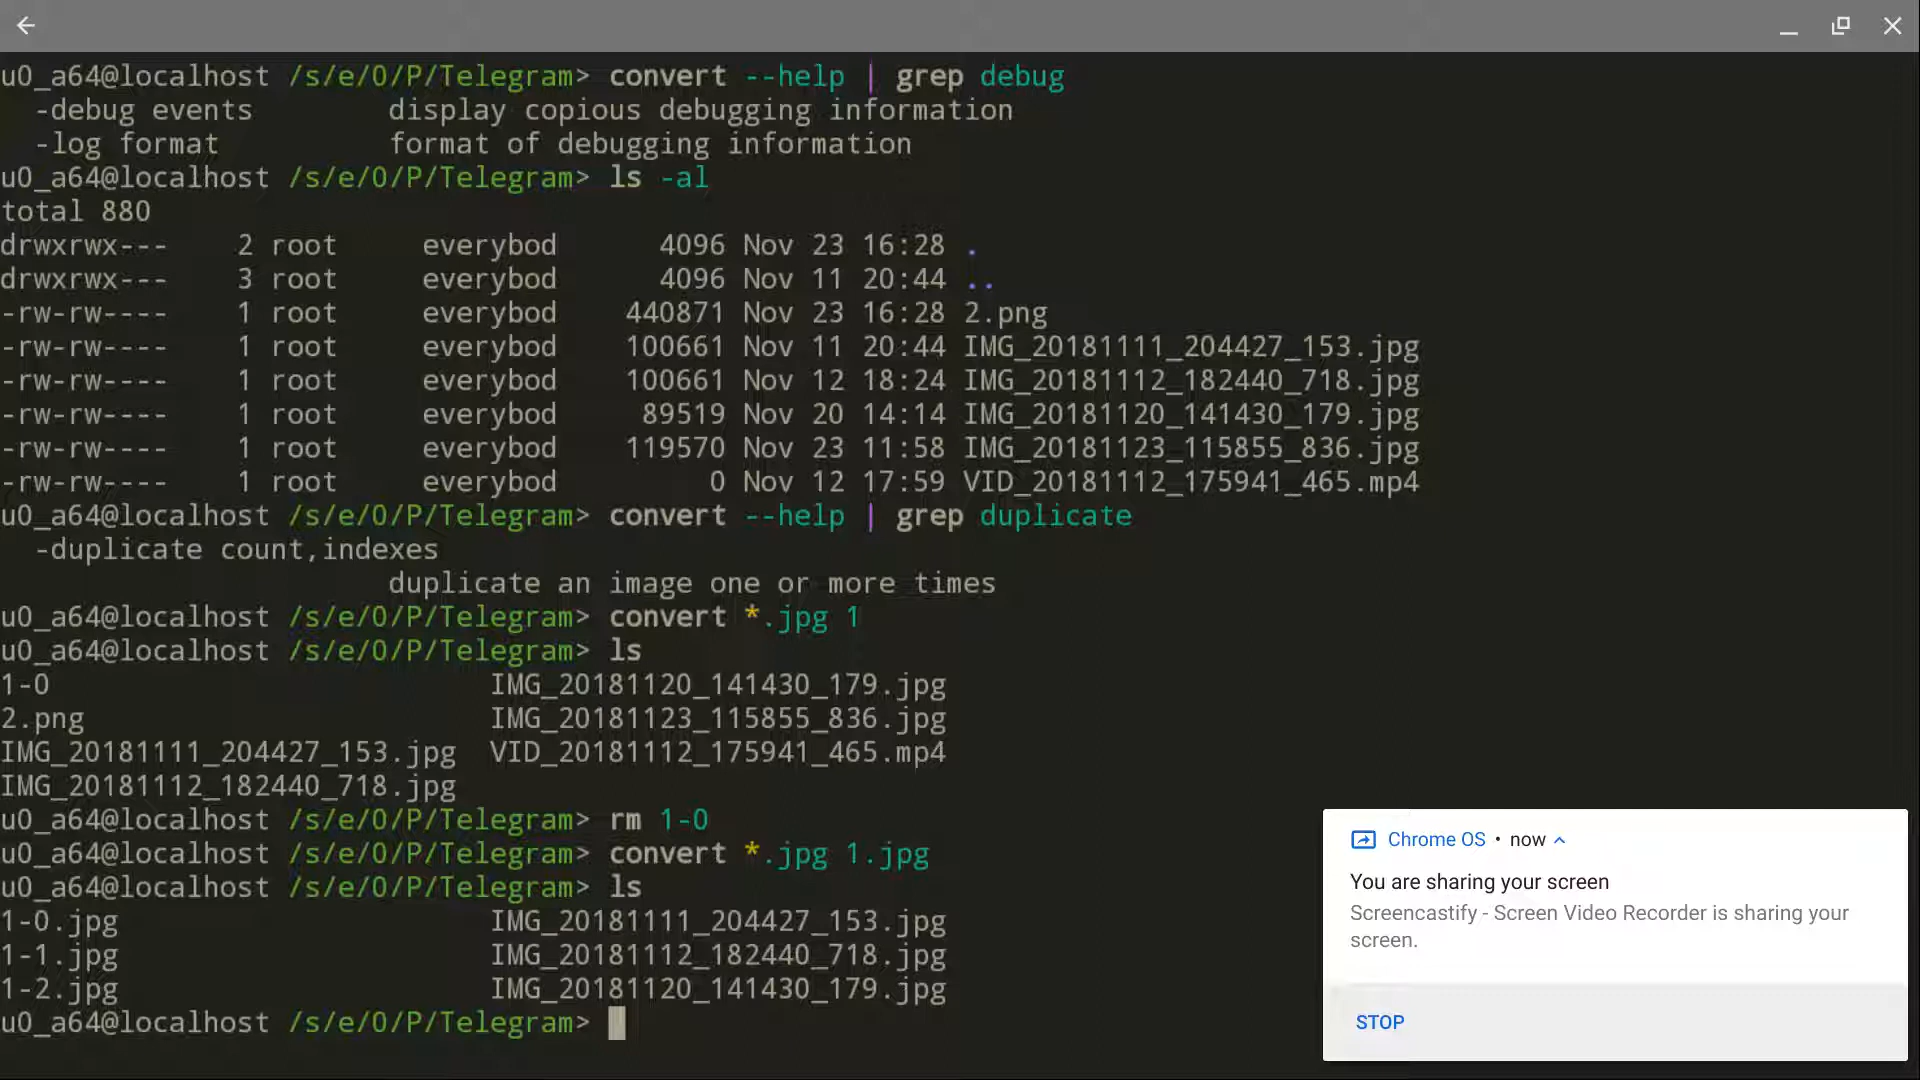 u0_a64@localhost /s/e/0/P/Telegram> convert --help | grep debug
  -debug events        display copious debugging information
  -log format          format of debugging information
u0_a64@localhost /s/e/0/P/Telegram> ls -al
total 880
drwxrwx---    2 root     everybod      4096 Nov 23 16:28 .
drwxrwx---    3 root     everybod      4096 Nov 11 20:44 ..
-rw-rw----    1 root     everybod    440871 Nov 23 16:28 2.png
-rw-rw----    1 root     everybod    100661 Nov 11 20:44 IMG_20181111_204427_153.jpg
-rw-rw----    1 root     everybod    100661 Nov 12 18:24 IMG_20181112_182440_718.jpg
-rw-rw----    1 root     everybod     89519 Nov 20 14:14 IMG_20181120_141430_179.jpg
-rw-rw----    1 root     everybod    119570 Nov 23 11:58 IMG_20181123_115855_836.jpg
-rw-rw----    1 root     everybod         0 Nov 12 17:59 VID_20181112_175941_465.mp4
u0_a64@localhost /s/e/0/P/Telegram> convert --help | grep duplicate
  -duplicate count,indexes
                       duplicate an image one or more times
u0_a64@localhost /s/e/0/P/Telegram> convert *.jpg 1
u0_a64@localhost /s/e/0/P/Telegram> ls
1-0                          IMG_20181120_141430_179.jpg
2.png                        IMG_20181123_115855_836.jpg
IMG_20181111_204427_153.jpg  VID_20181112_175941_465.mp4
IMG_20181112_182440_718.jpg
u0_a64@localhost /s/e/0/P/Telegram> rm 1-0
u0_a64@localhost /s/e/0/P/Telegram> convert *.jpg 1.jpg
u0_a64@localhost /s/e/0/P/Telegram> ls
1-0.jpg                      IMG_20181111_204427_153.jpg
1-1.jpg                      IMG_20181112_182440_718.jpg
1-2.jpg                      IMG_20181120_141430_179.jpg
u0_a64@localhost /s/e/0/P/Telegram>
Chrome OS • now
You are sharing your screen
Screencastify - Screen Video Recorder is sharing your
screen.
STOP